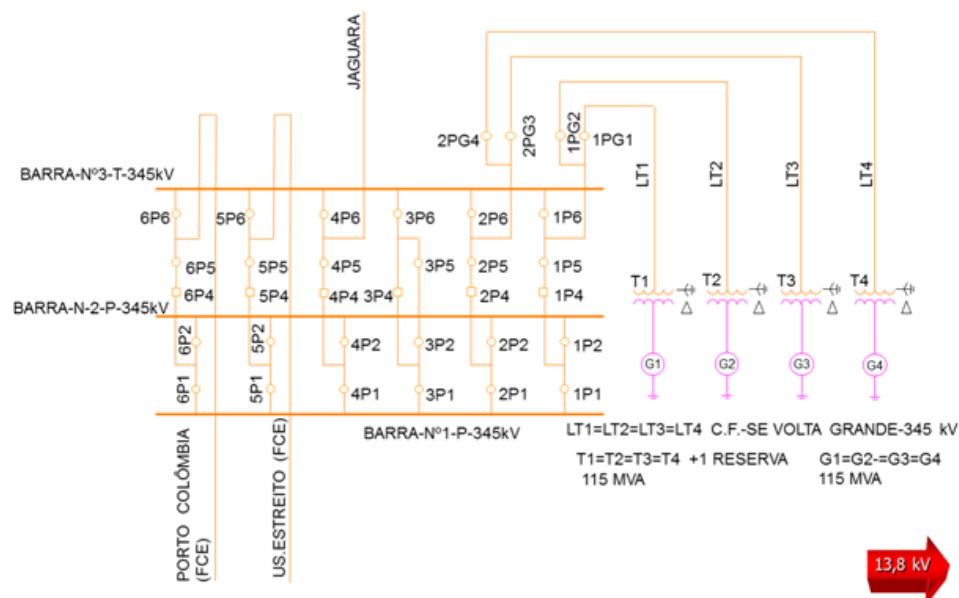 JAGUARA
2PG4
2PG3
1PG2
1PG1
LT1
LT2
LT3
LT4
BARRA-Nº3-T-345kV
6P6
5P6
4P6
3P6
2P6
1P6
6P5
5P5
4P5
3P5
2P5
1P5
6P4
5P4
4P4
3P4
2P4
1P4
T1
T2
T3
T4
BARRA-N-2-P-345kV
6P2
5P2
4P2
3P2
2P2
1P2
G1
G2
G3
G4
6P1
5P1
4P1
3P1
2P1
1P1
BARRA-Nº1-P-345kV
LT1=LT2=LT3=LT4 C.F.-SE VOLTA GRANDE-345 kV
T1=T2=T3=T4 +1 RESERVA
115 MVA
G1=G2-=G3=G4
115 MVA
PORTO COLÔMBIA
(FCE)
US.ESTREITO (FCE)
13,8 kV